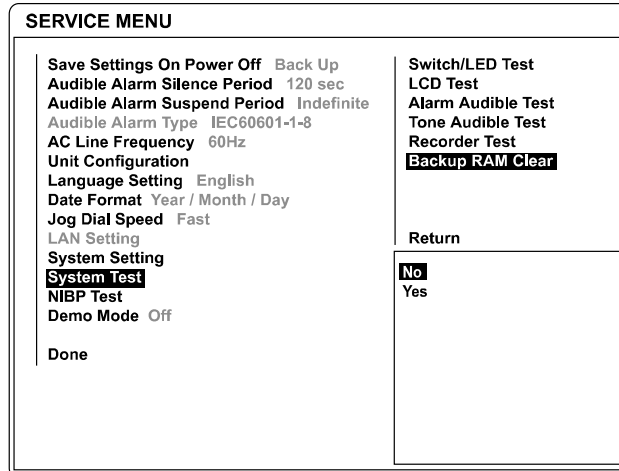 SERVICE MENU
Save Settings On Power Off Back Up
Audible Alarm Silence Period 120 sec
Audible Alarm Suspend Period Indefinite
Audible Alarm Type IEC60601-1-8
AC Line Frequency 60Hz
Unit Configuration
Language Setting English
Date Format Year / Month / Day
Jog Dial Speed Fast
LAN Setting
System Setting
System Test
NIBP Test
Demo Mode Off
Done
Switch/LED Test
LCD Test
Alarm Audible Test
Tone Audible Test
Recorder Test
Backup RAM Clear
Return
No
Yes